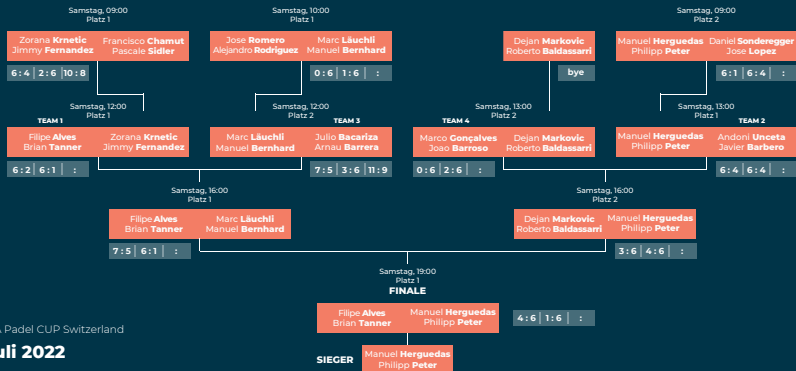 Samstag, 09:00
Platz 1
Zorana Krnetic
Jimmy Fernandez
Francisco Chamut
Pascale Sidler
6:4 | 2:6 | 10:8
Samstag, 10:00
Platz 1
Jose Romero
Alejandro Rodriguez
Marc Läuchli
Manuel Bernhard
0:6 | 1:6 | :
Dejan Markovic
Roberto Baldassarri
bye
Samstag, 09:00
Platz 2
Manuel Herguedas
Philipp Peter
Daniel Sonderegger
Jose Lopez
6:1 | 6:4 | :
Samstag, 12:00
Platz 1
TEAM 1
Filipe Alves
Brian Tanner
Zorana Krnetic
Jimmy Fernandez
6:2 | 6:1 | :
Samstag, 12:00
Platz 2
TEAM 3
Marc Läuchli
Manuel Bernhard
Julio Bacariza
Arnau Barrera
7:5 | 3:6 | 11:9
Samstag, 13:00
Platz 2
TEAM 4
Marco Gonçalves
Joao Barroso
Dejan Markovic
Roberto Baldassarri
0:6 | 2:6 | :
Samstag, 13:00
Platz 1
TEAM 2
Manuel Herguedas
Philipp Peter
Andoni Unceta
Javier Barbero
6:4 | 6:4 | :
Samstag, 16:00
Platz 1
Filipe Alves
Brian Tanner
Marc Läuchli
Manuel Bernhard
7:5 | 6:1 | :
Samstag, 16:00
Platz 2
Dejan Markovic
Roberto Baldassarri
Manuel Herguedas
Philipp Peter
3:6 | 4:6 | :
Samstag, 19:00
Platz 1
FINALE
Filipe Alves
Brian Tanner
Manuel Herguedas
Philipp Peter
4:6 | 1:6 | :
SIEGER
Manuel Herguedas
Philipp Peter
A Padel CUP Switzerland
uli 2022